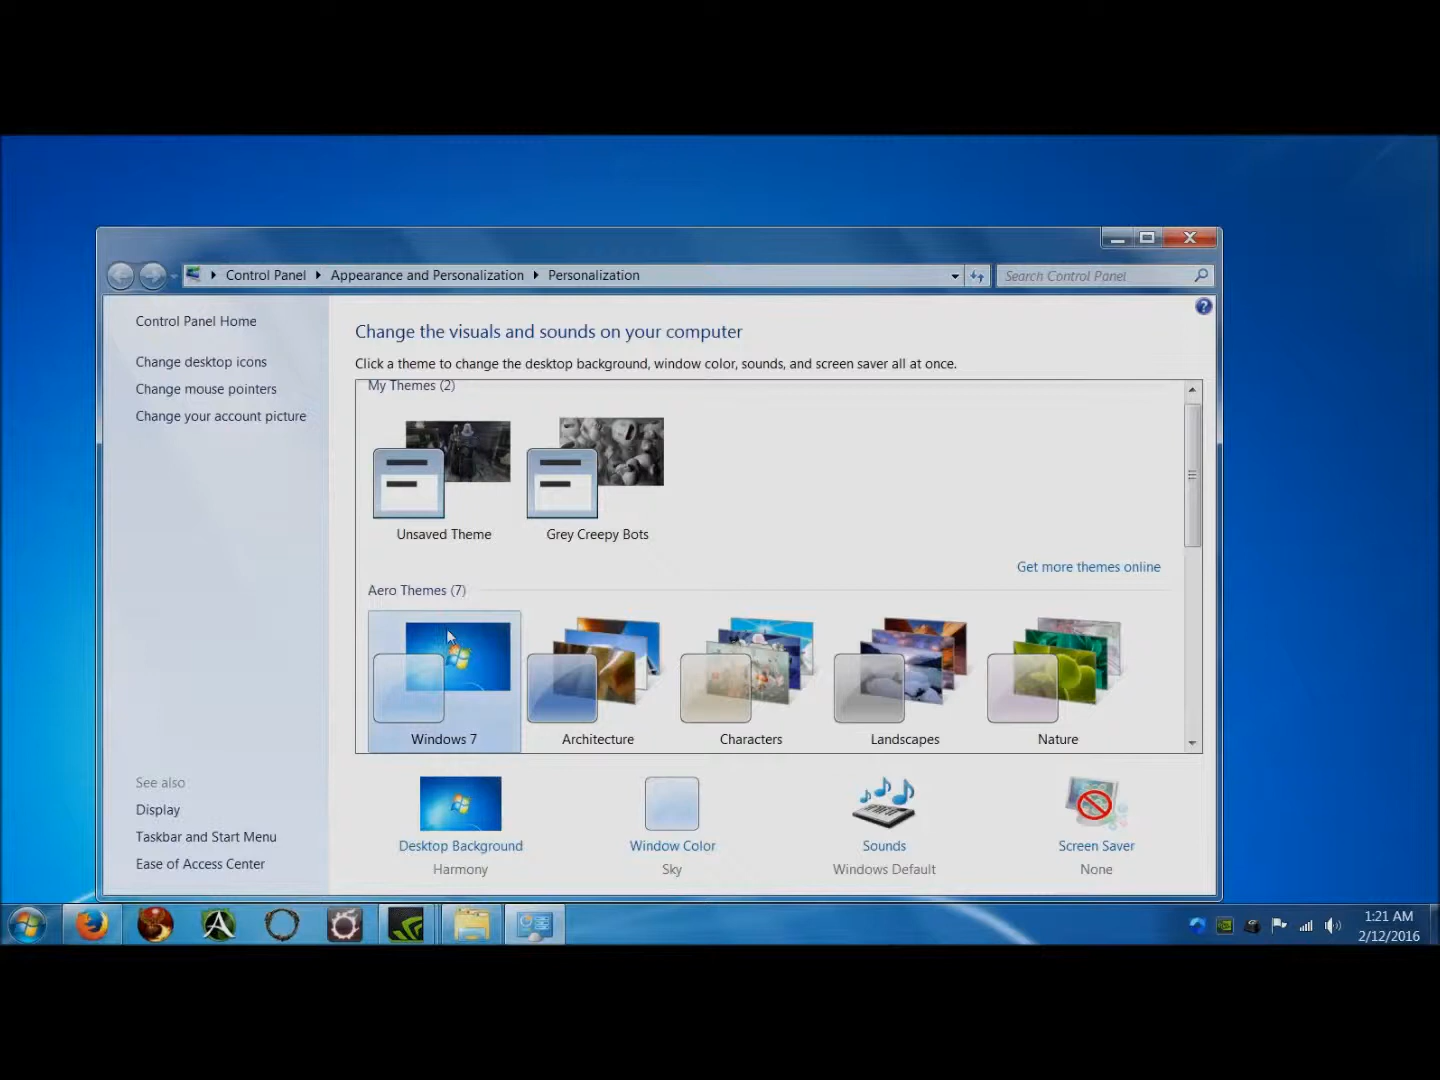 Control Panel
Appearance and Personalization
Personalization
Search Control Panel
Control Panel Home
Change desktop icons
Change mouse pointers
Change your account picture
Change the visuals and sounds on your computer
Click a theme to change the desktop background, window color, sounds, and screen saver all at once.
My Themes (2)
Unsaved Theme
Grey Creepy Bots
Get more themes online
Aero Themes (7)
Windows 7
Architecture
Characters
Landscapes
Nature
See also
Display
Taskbar and Start Menu
Ease of Access Center
Desktop Background
Harmony
Window Color
Sky
Sounds
Windows Default
Screen Saver
None
1:21 AM
2/12/2016